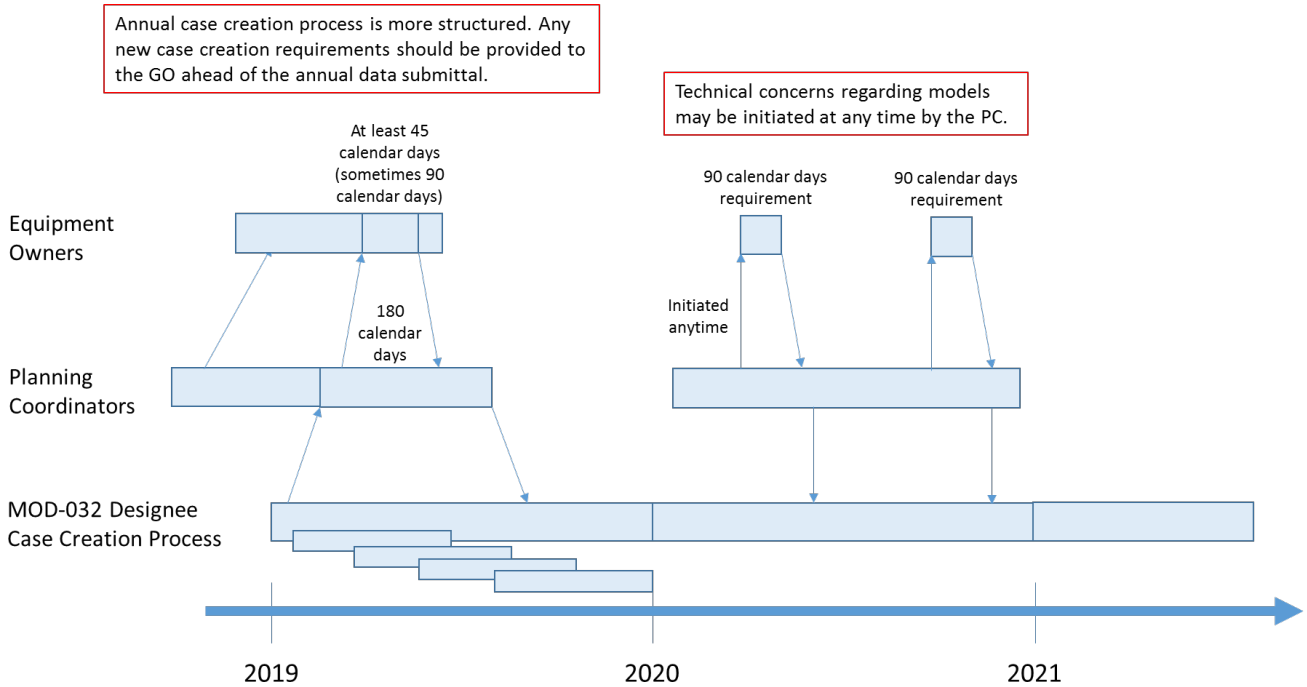 Annual case creation process is more structured. Any
new case creation requirements should be provided to
the GO ahead of the annual data submittal.
Technical concerns regarding models
may be initiated at any time by the PC.
At least 45
calendar days
(sometimes 90
calendar days)
90 calendar days
requirement
90 calendar days
requirement
Equipment
Owners
180
calendar
days
Initiated
anytime
Planning
Coordinators
MOD-032 Designee
Case Creation Process
2019
2020
2021